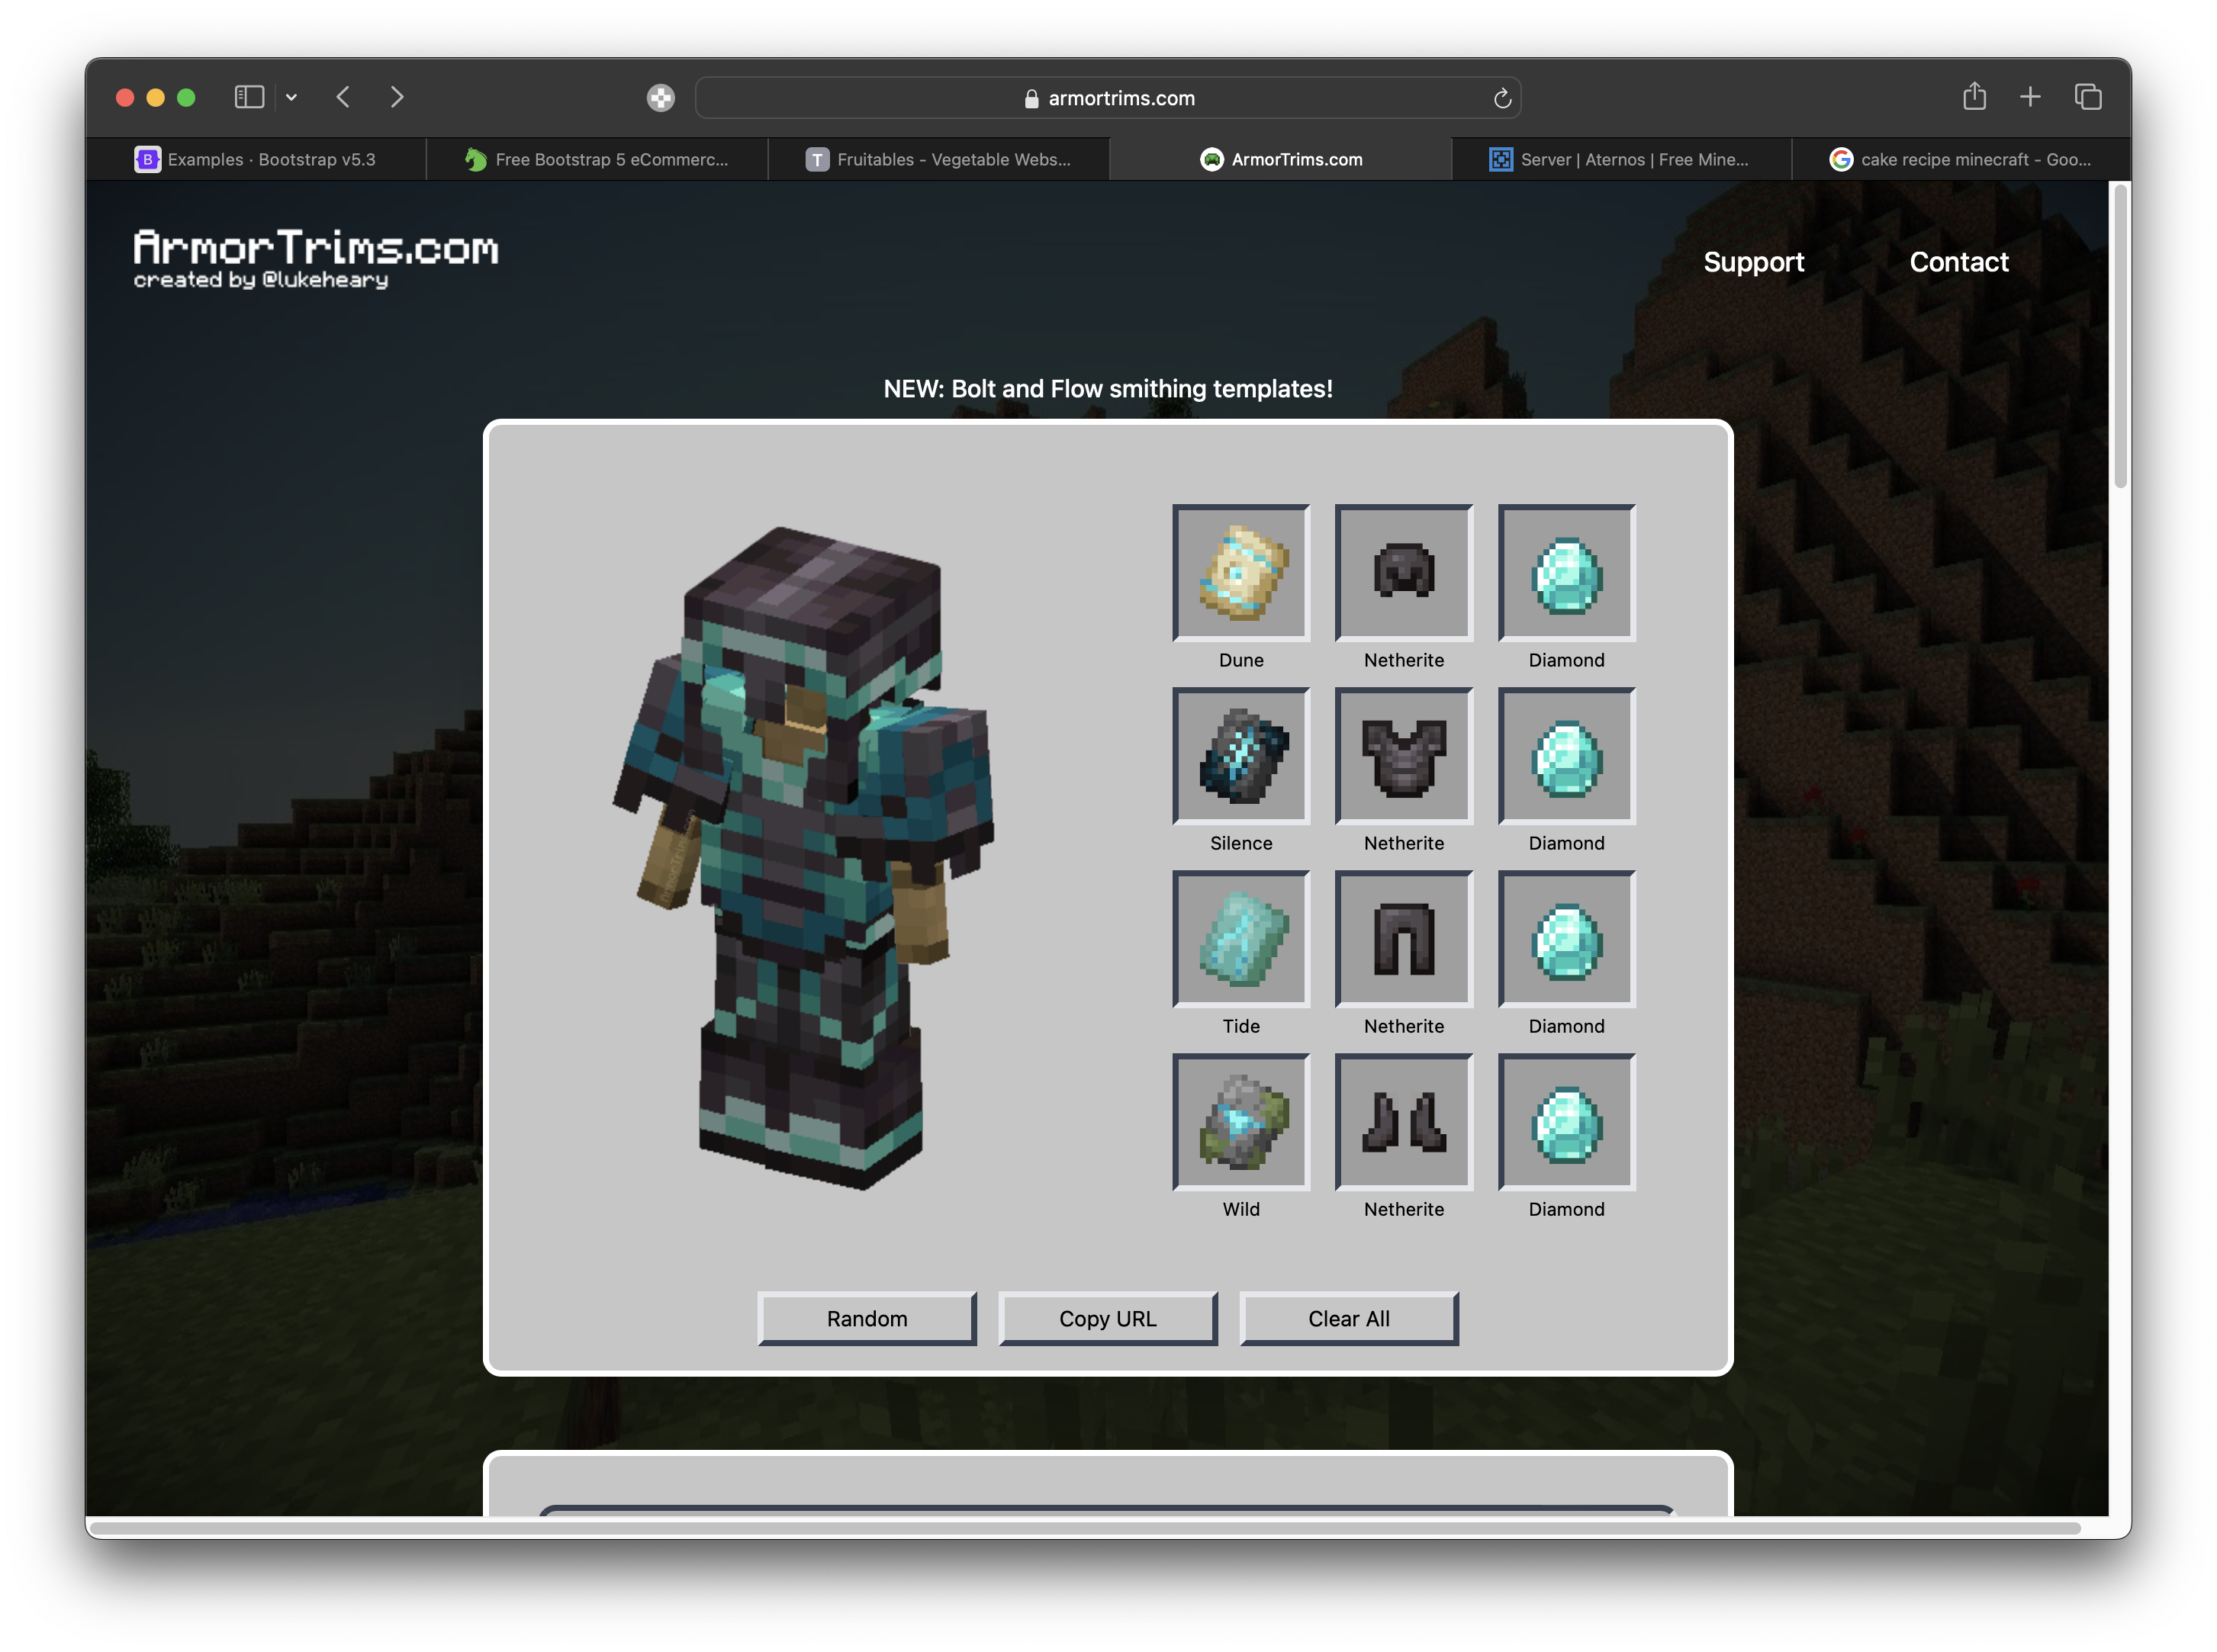 armortrims.com
Examples · Bootstrap v5.3
Free Bootstrap 5 eCommerc...
Fruitables - Vegetable Webs...
ArmorTrims.com
Server | Aternos | Free Mine...
cake recipe minecraft - Goo...
ArmorTrims.com
created by @lukeheary
Support
Contact
NEW: Bolt and Flow smithing templates!
Dune
Netherite
Diamond
Silence
Netherite
Diamond
Tide
Netherite
Diamond
Wild
Netherite
Diamond
Random
Copy URL
Clear All